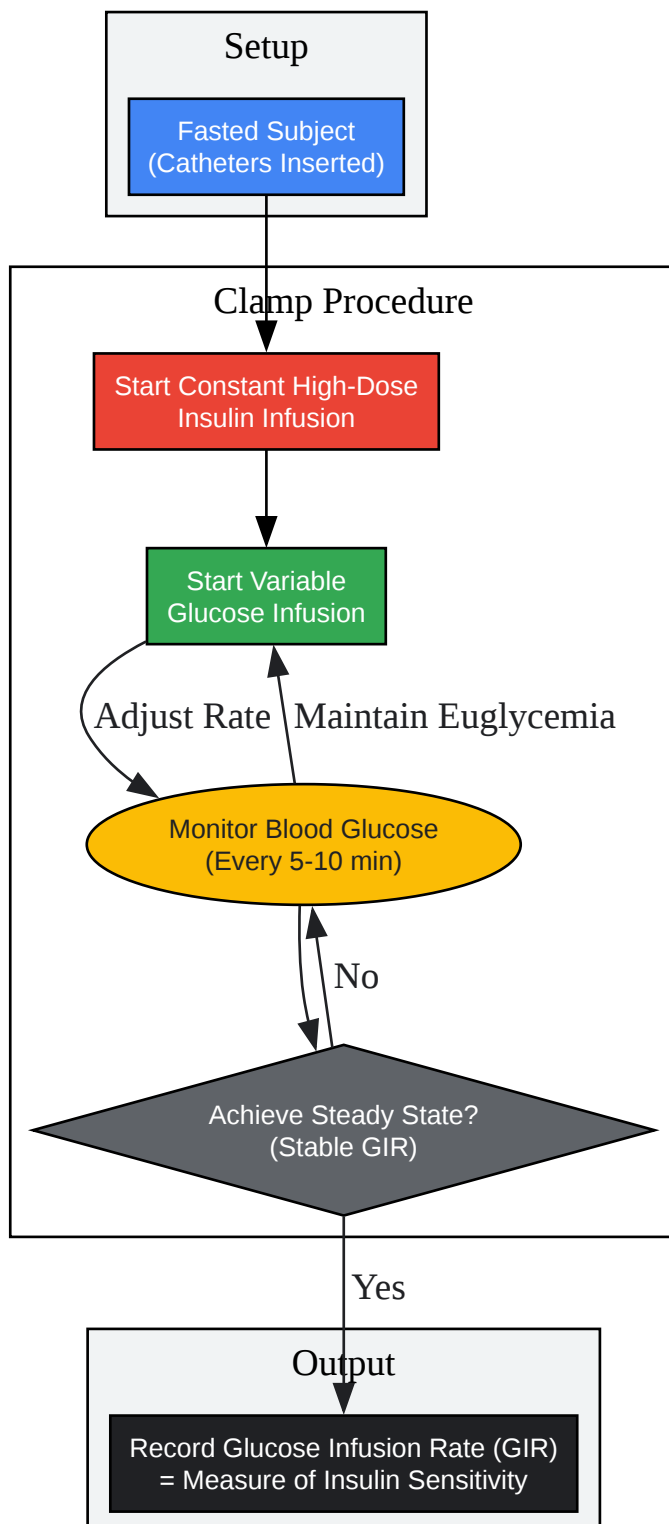 Setup
Fasted Subject
(Catheters Inserted)
Clamp Procedure
Start Constant High-Dose
Insulin Infusion
Start Variable
Glucose Infusion
Adjust Rate
Maintain Euglycemia
Monitor Blood Glucose
(Every 5-10 min)
No
Achieve Steady State?
(Stable GIR)
Yes
Output
Record Glucose Infusion Rate (GIR)
= Measure of Insulin Sensitivity